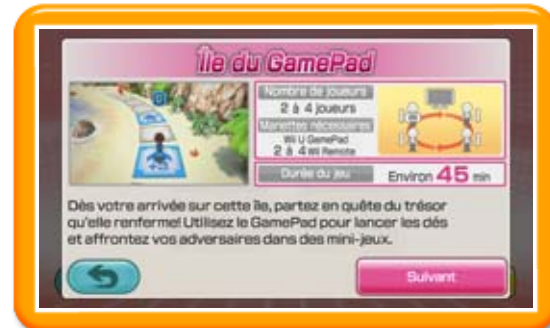 Île du GamePad
Nombre de joueurs
2 à 4 joueurs
Manettes nécessaires
Wii U GamePad
2 à 4 Wii Remote
Durée du jeu
Environ 45 min
Dès votre arrivée sur cette île, partez en quête du trésor
qu'elle renferme! Utilisez le GamePad pour lancer les dés
et affrontez vos adversaires dans des mini-jeux.
Suivant